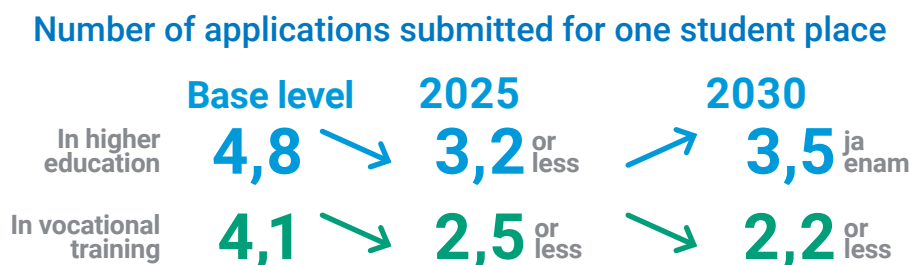 Number of applications submitted for one student place
Base level 2025 2030
In higher education 4,8 3,2 or less 3,5 ja enam
In vocational training 4,1 2,5 or less 2,2 or less